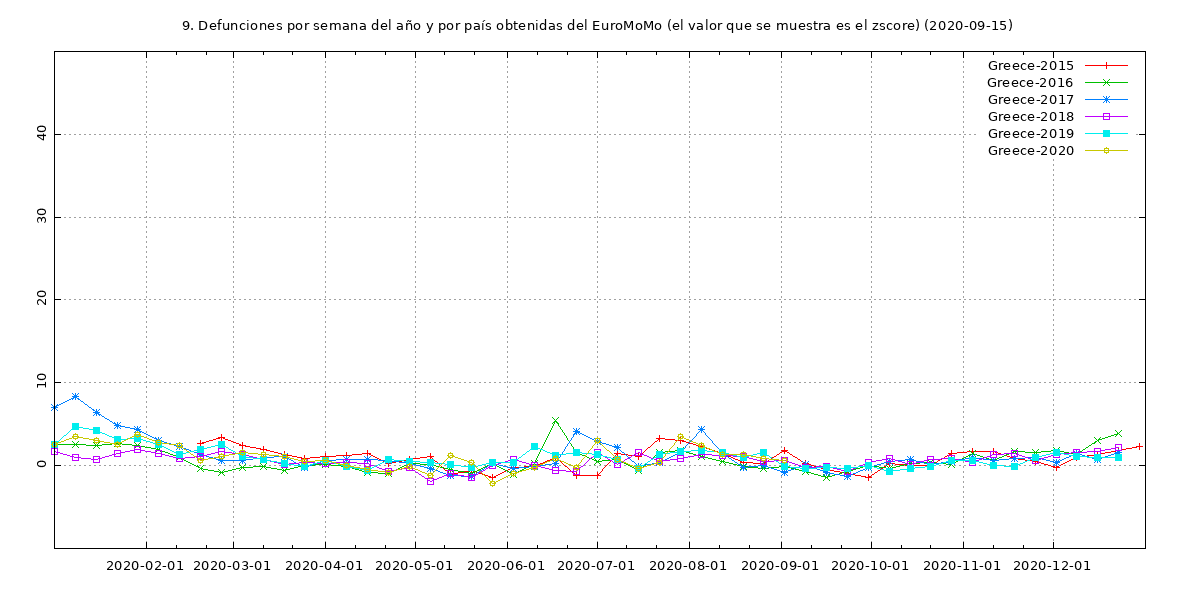 9. Defunciones por semana del año y por país obtenidas del EuroMoMo (el valor que se muestra es el zscore) (2020-09-15)
Greece-2015
Greece-2016
Greece-2017
Greece-2018
Greece-2019
Greece-2020
40
30
20
10
0
2020-02-01 2020-03-01 2020-04-01 2020-05-01 2020-06-01 2020-07-01 2020-08-01 2020-09-01 2020-10-01 2020-11-01 2020-12-01